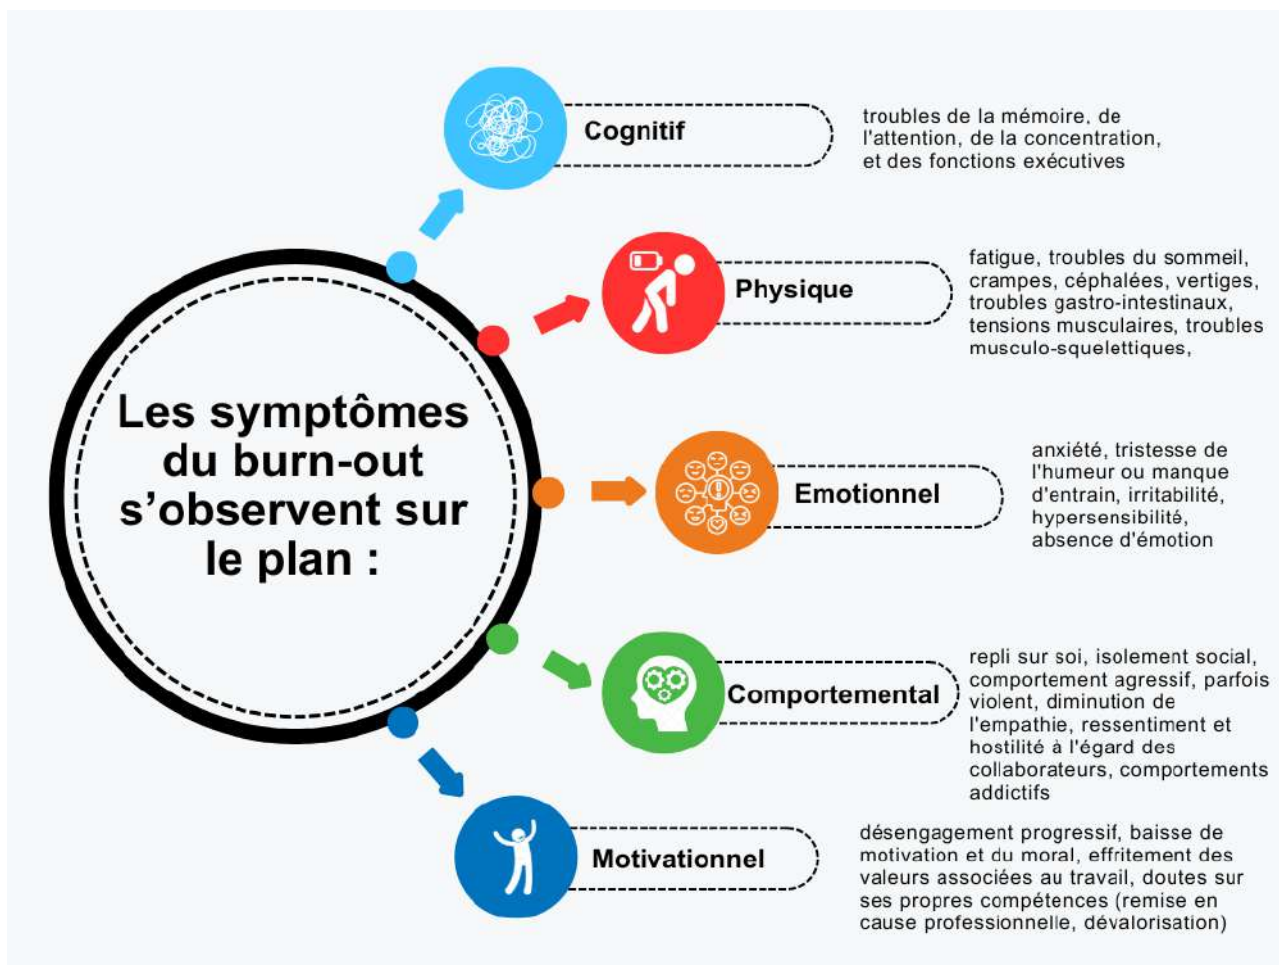 Les symptômes
du burn-out
s’observent sur
le plan :
Cognitif
troubles de la mémoire, de
l'attention, de la concentration,
et des fonctions exécutives
Physique
fatigue, troubles du sommeil,
crampes, céphalées, vertiges,
troubles gastro-intestinaux,
tensions musculaires, troubles
musculo-squelettiques,
Emotionnel
anxiété, tristesse de
l'humeur ou manque
d'entrain, irritabilité,
hypersensibilité,
absence d'émotion
Comportemental
repli sur soi, isolement social,
comportement agressif, parfois
violent, diminution de
l'empathie, ressentiment et
hostilité à l'égard des
collaborateurs, comportements
addictifs
Motivationnel
désengagement progressif, baisse de
motivation et du moral, effritement des
valeurs associées au travail, doutes sur
ses propres compétences (remise en
cause professionnelle, dévalorisation)